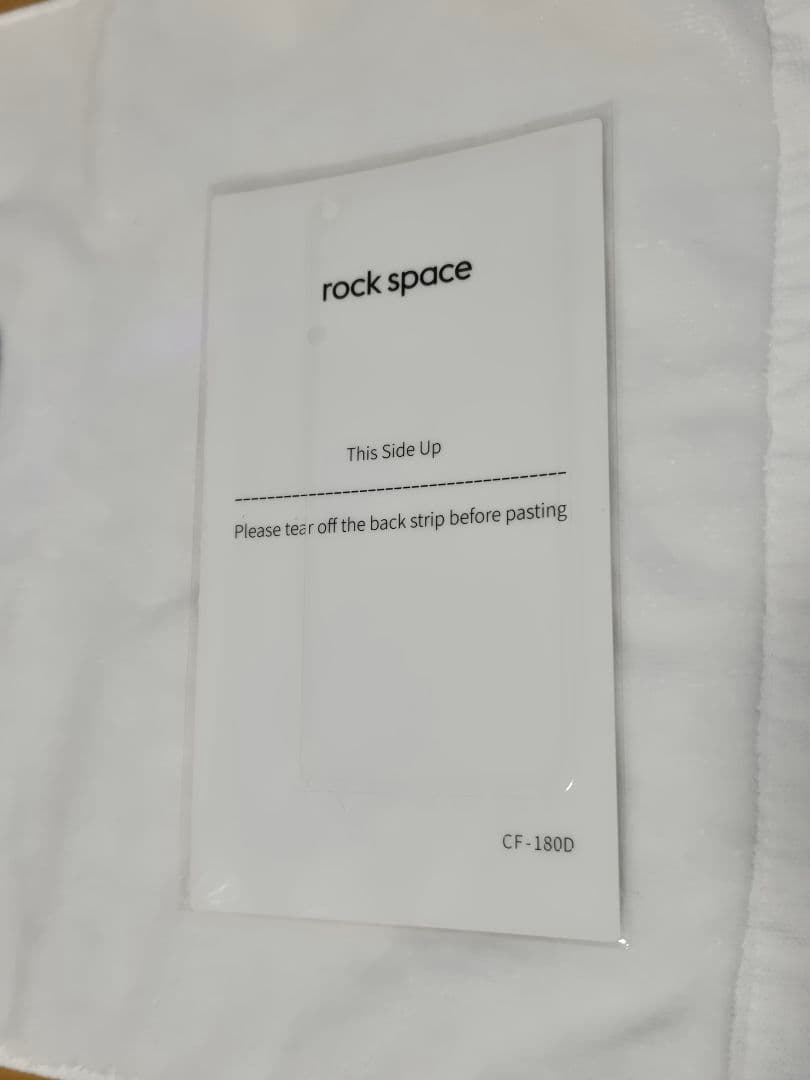 rock space
This Side Up
Please tear off the back strip before pasting
CF-180D